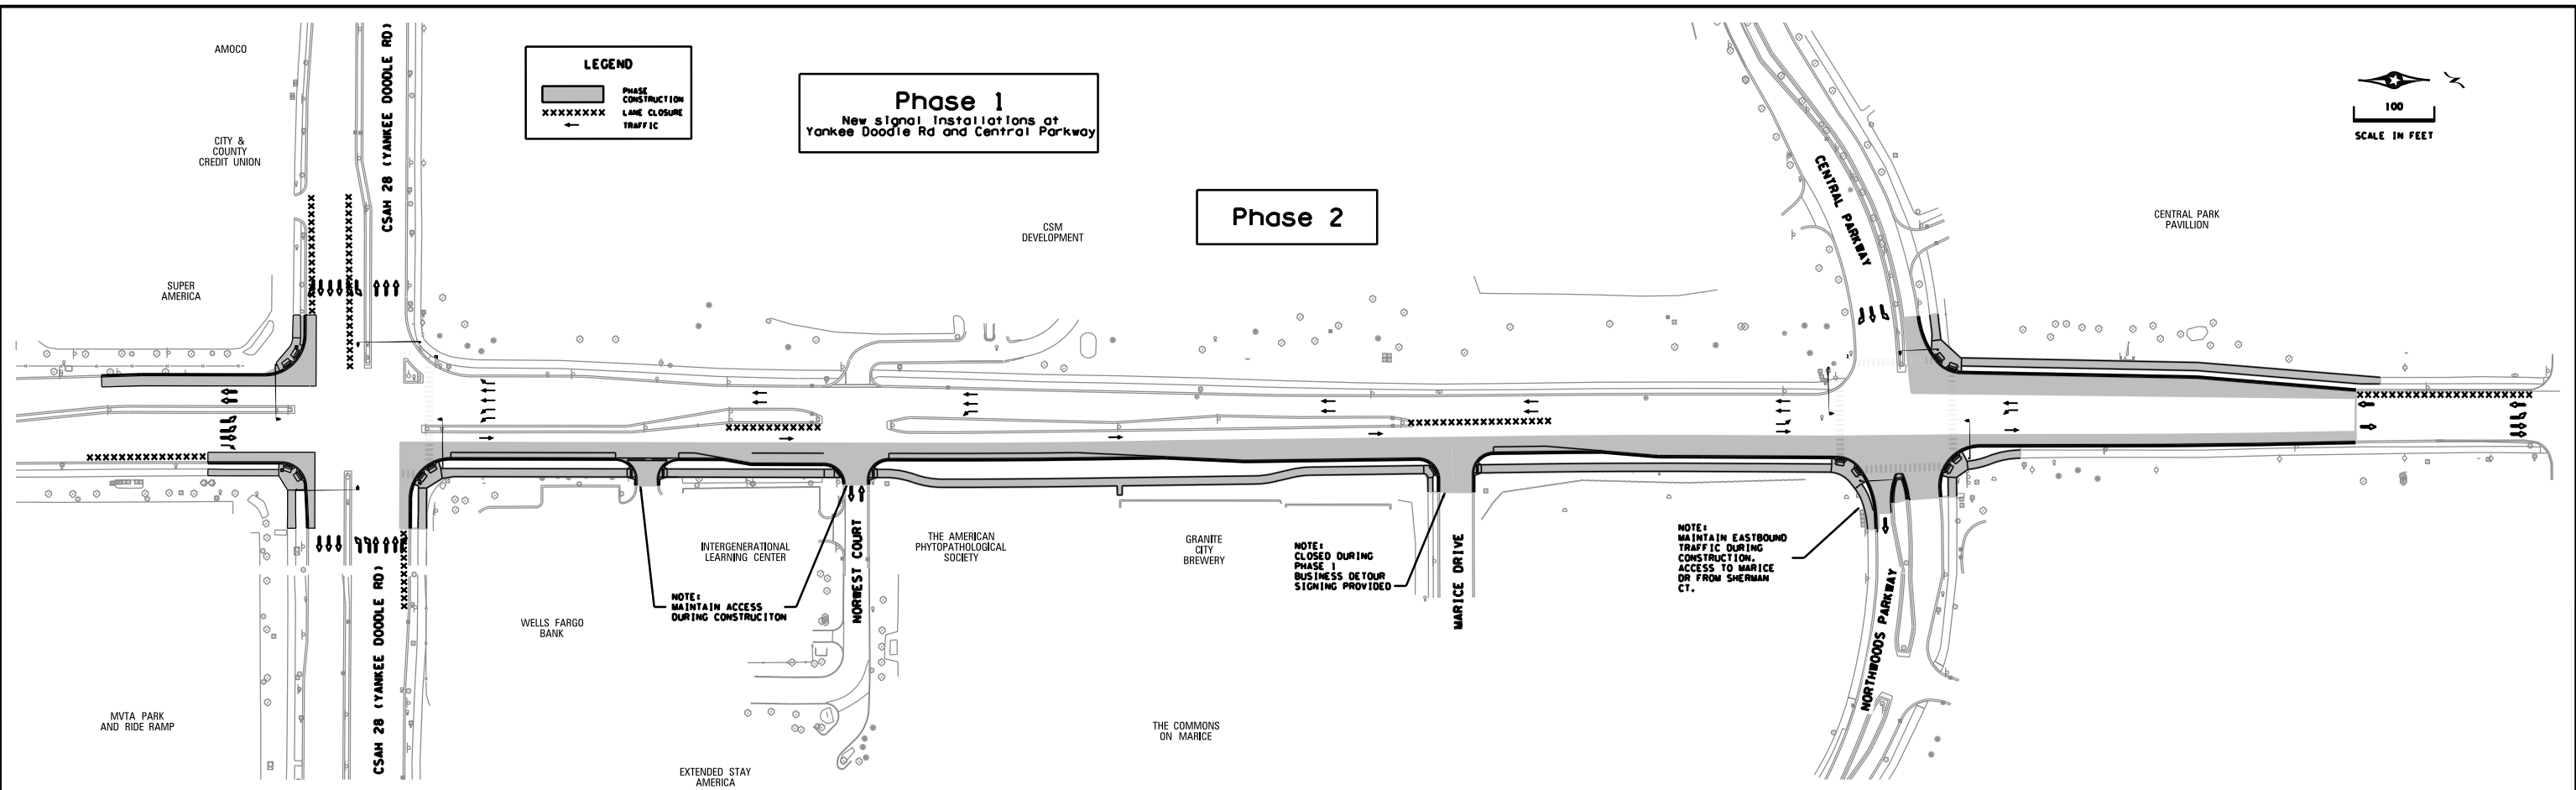 AMOCO
CITY &
COUNTY
CREDIT UNION
SUPER
AMERICA
CSAH 28 (YANKEE DOODLE RD)
LEGEND
PHASE
CONSTRUCTION
XXXXXXXX LANE CLOSURE
TRAFFIC
Phase 1
New signal installations at
Yankee Doodle Rd and Central Parkway
Phase 2
CSM
DEVELOPMENT
CENTRAL PARKWAY
CENTRAL PARK
PAVILLION
100
SCALE IN FEET
MVTA PARK
AND RIDE RAMP
CSAH 28 (YANKEE DOODLE RD)
WELLS FARGO
BANK
INTERGENERATIONAL
LEARNING CENTER
NOTE:
MAINTAIN ACCESS
DURING CONSTRUCITON
EXTENDED STAY
AMERICA
NORWEST COURT
THE AMERICAN
PHYTOPATHOLOGICAL
SOCIETY
GRANITE
CITY
BREWERY
THE COMMONS
ON MARICE
NOTE:
CLOSED DURING
PHASE 1
BUSINESS DETOUR
SIGNING PROVIDED
MARICE DRIVE
NOTE:
MAINTAIN EASTBOUND
TRAFFIC DURING
CONSTRUCTION.
ACCESS TO MARICE
DR FROM SHERMAN
CT.
NORTHWOODS PARKWAY